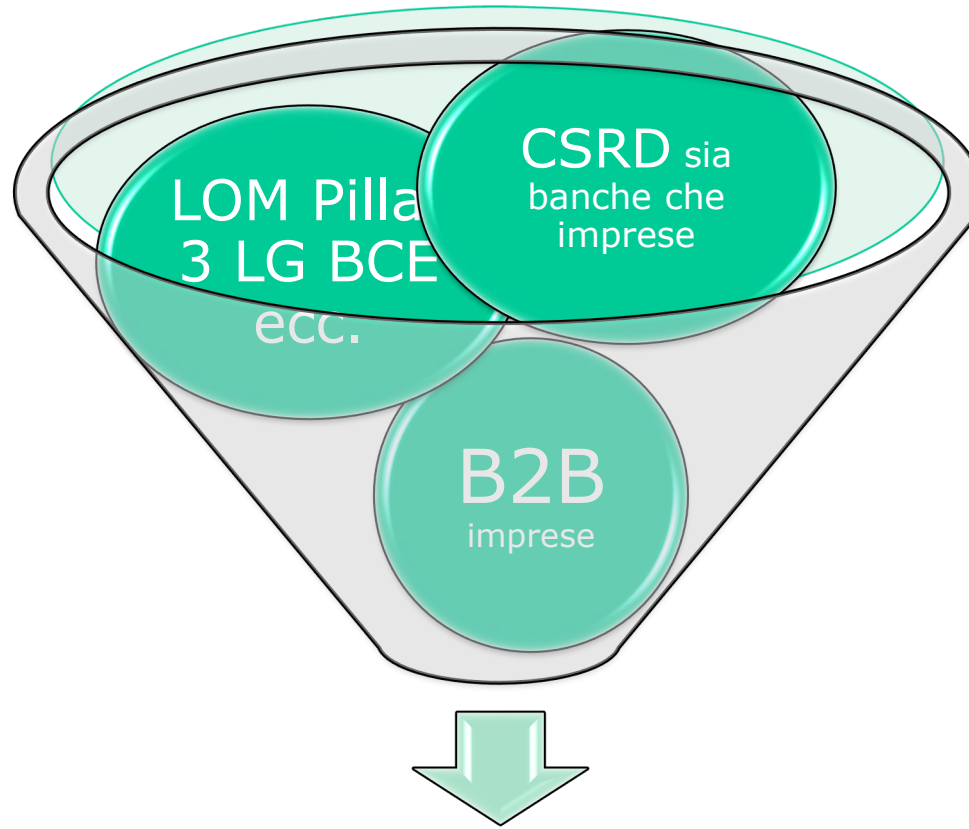 LOM Pilla
3 LG BCE
ecc.
CSRD sia
banche che
imprese
B2B
imprese